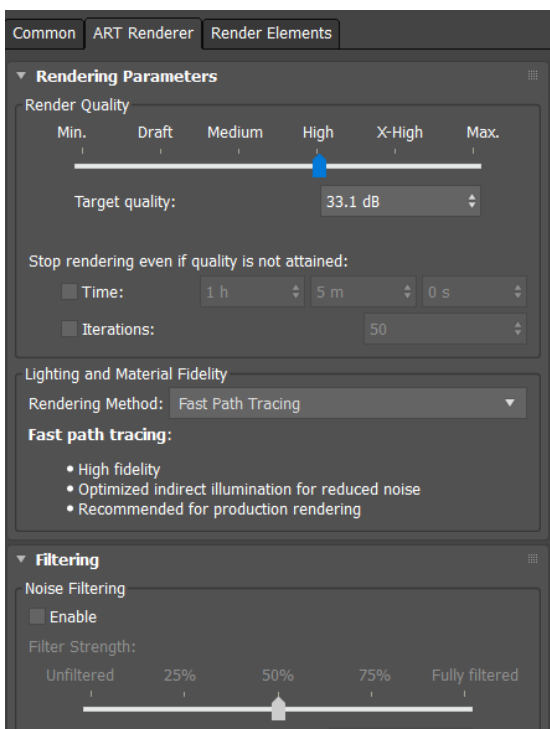 Common ART Renderer Render Elements
Rendering Parameters
Render Quality
Min. Draft Medium High X-High Max.
Target quality: 33.1 dB
Stop rendering even if quality is not attained:
Time: 1 h 5 m 0 s
Iterations: 50
Lighting and Material Fidelity
Rendering Method: Fast Path Tracing
Fast path tracing:
• High fidelity
• Optimized indirect illumination for reduced noise
• Recommended for production rendering
Filtering
Noise Filtering
Enable
Filter Strength:
Unfiltered 25% 50% 75% Fully filtered